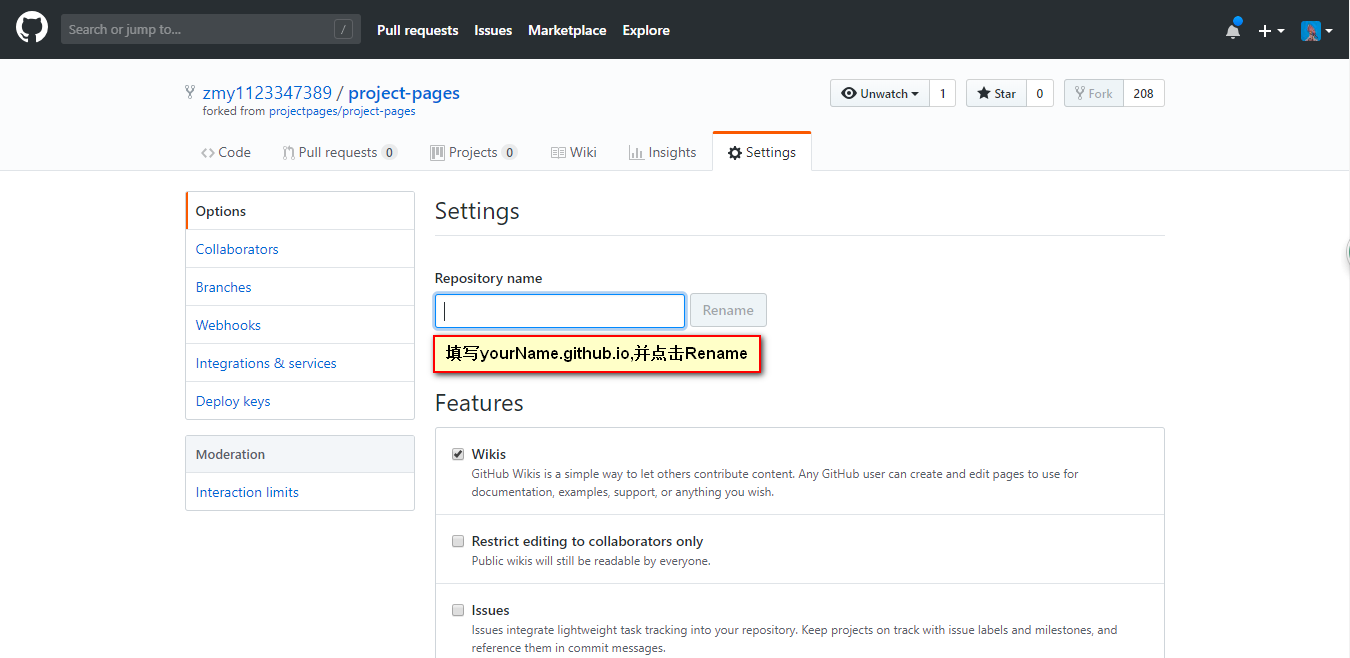 Search or jump to... / Pull requests Issues Marketplace Explore
zmy1123347389 / project-pages
forked from projectpages/project-pages
Unwatch 1 Star 0 Fork 208
Code Pull requests 0 Projects 0 Wiki Insights Settings
Options
Collaborators
Branches
Webhooks
Integrations & services
Deploy keys
Moderation
Interaction limits
Settings
Repository name
Rename
填写yourName.github.io,并点击Rename
Features
Wikis
GitHub Wikis is a simple way to let others contribute content. Any GitHub user can create and edit pages to use for
documentation, examples, support, or anything you wish.
Restrict editing to collaborators only
Public wikis will still be readable by everyone.
Issues
Issues integrate lightweight task tracking into your repository. Keep projects on track with issue labels and milestones, and
reference them in commit messages.